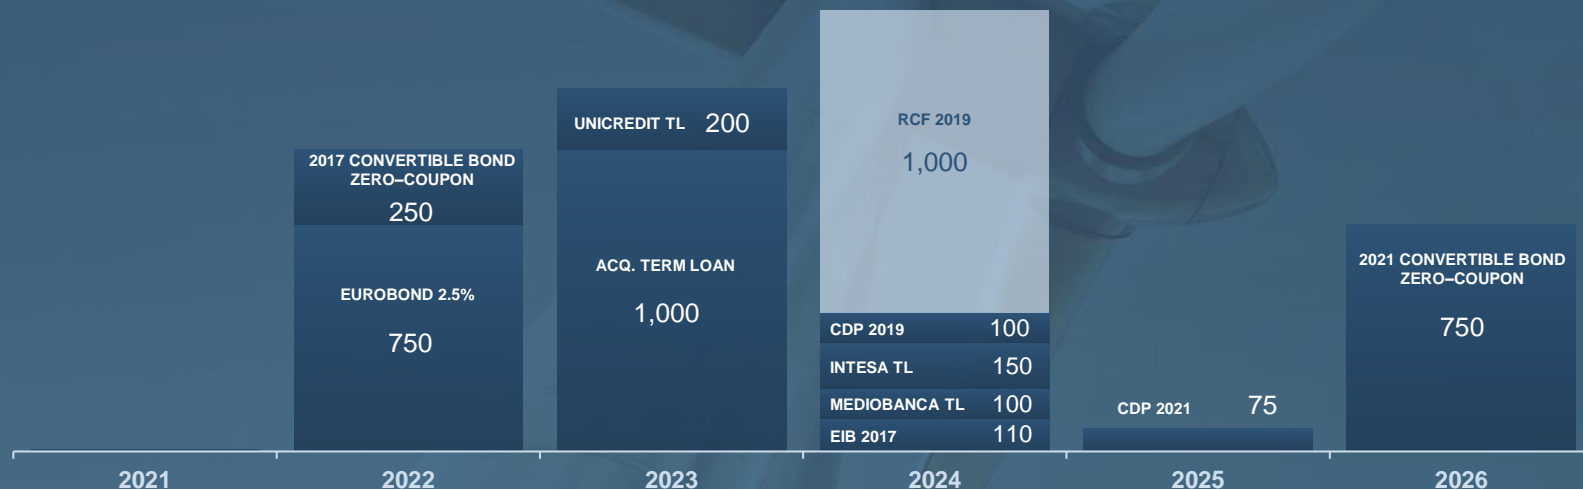 2017 CONVERTIBLE BOND
ZERO–COUPON
250
EUROBOND 2.5%
750
UNICREDIT TL 200
ACQ. TERM LOAN
1,000
RCF 2019
1,000
CDP 2019 100
INTESA TL 150
MEDIOBANCA TL 100
EIB 2017 110
CDP 2021 75
2021 CONVERTIBLE BOND
ZERO–COUPON
750
2021 2022 2023 2024 2025 2026